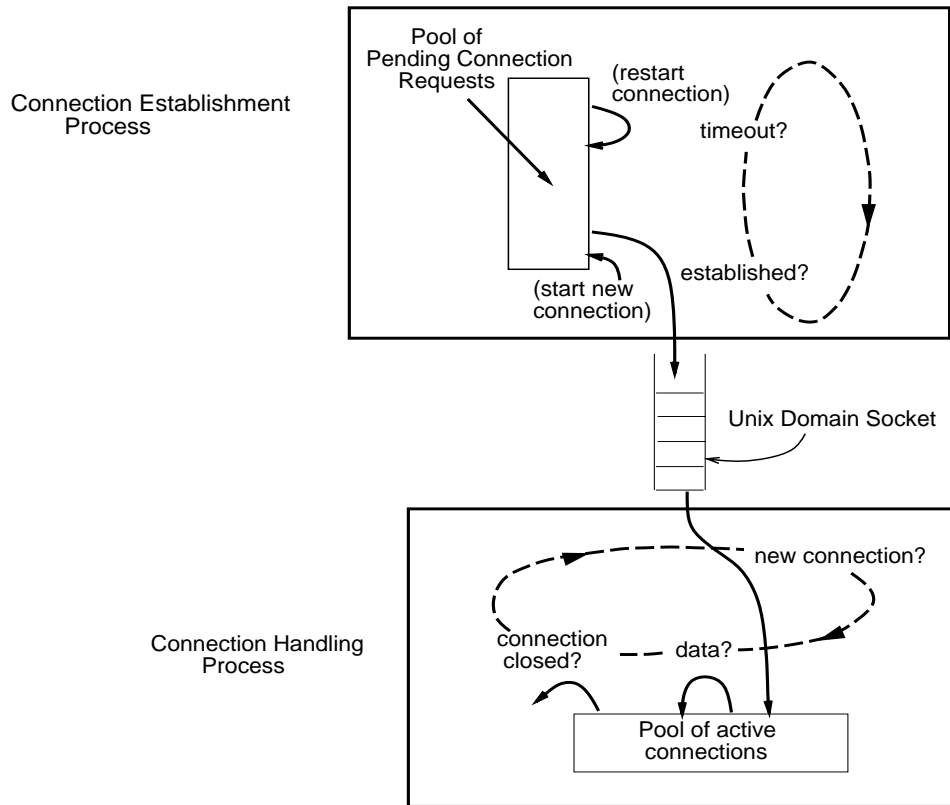 Pool of
Pending Connection
Requests
(restart
connection)
Connection Establishment
Process
timeout?
established?
(start new
connection)
Unix Domain Socket
new connection?
Connection Handling
Process
connection
closed?
data?
Pool of active
connections